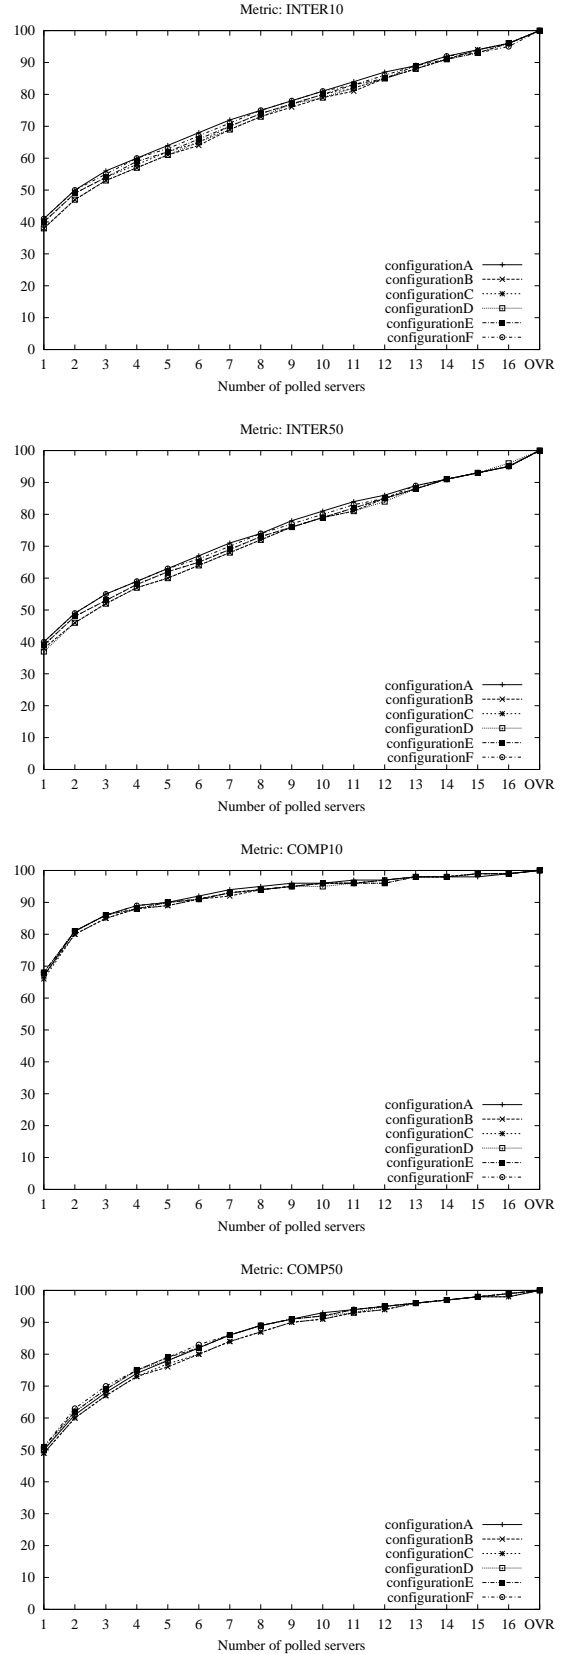 Metric: INTER10
100
90
80
70
60
50
40
30
20
10
0
configurationA
configurationB
configurationC
configurationD
configurationE
configurationF
1 2 3 4 5 6 7 8 9 10 11 12 13 14 15 16 OVR
Number of polled servers
Metric: INTER50
100
90
80
70
60
50
40
30
20
10
0
configurationA
configurationB
configurationC
configurationD
configurationE
configurationF
1 2 3 4 5 6 7 8 9 10 11 12 13 14 15 16 OVR
Number of polled servers
Metric: COMP10
100
90
80
70
60
50
40
30
20
10
0
configurationA
configurationB
configurationC
configurationD
configurationE
configurationF
1 2 3 4 5 6 7 8 9 10 11 12 13 14 15 16 OVR
Number of polled servers
Metric: COMP50
100
90
80
70
60
50
40
30
20
10
0
configurationA
configurationB
configurationC
configurationD
configurationE
configurationF
1 2 3 4 5 6 7 8 9 10 11 12 13 14 15 16 OVR
Number of polled servers